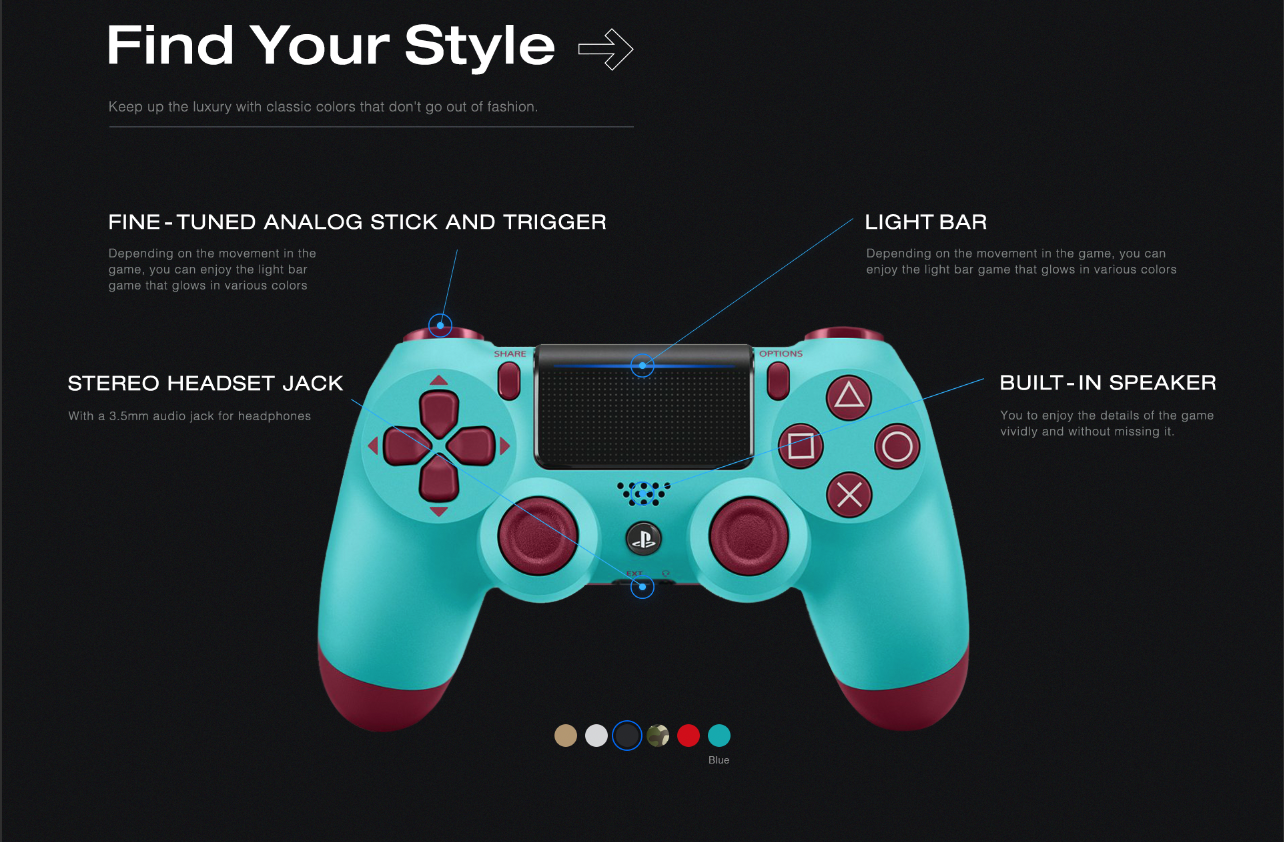 Find Your Style
Keep up the luxury with classic colors that don't go out of fashion.
FINE-TUNED ANALOG STICK AND TRIGGER
Depending on the movement in the
game, you can enjoy the light bar
game that glows in various colors
LIGHT BAR
Depending on the movement in the game, you can
enjoy the light bar game that glows in various colors
SHARE
OPTIONS
STEREO HEADSET JACK
With a 3.5mm audio jack for headphones
BUILT-IN SPEAKER
You to enjoy the details of the game
vividly and without missing it.
EXT
Blue